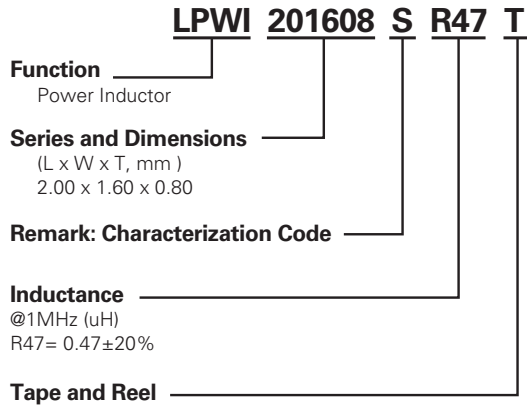 LPWI 201608 S R47 T
Function
Power Inductor
Series and Dimensions
(L x W x T, mm )
2.00 x 1.60 x 0.80
Remark: Characterization Code
Inductance
@1MHz (uH)
R47= 0.47±20%
Tape and Reel